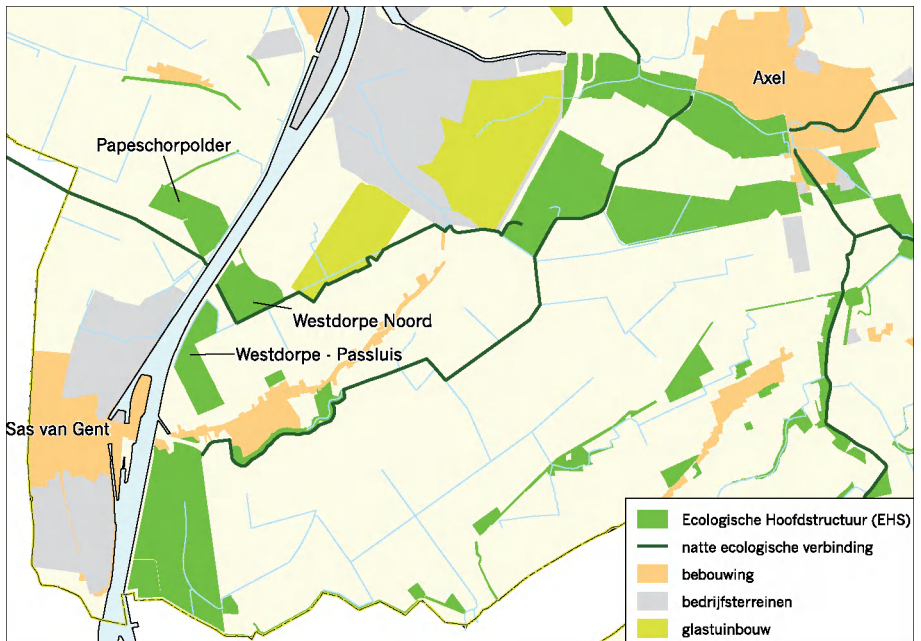 Axel
Papeschorpolder
Westdorpe Noord
Westdorpe - Passluis
Sas van Gent
Ecologische Hoofdstructuur (EHS)
natte ecologische verbinding
bebouwing
bedrijfsterreinen
glastuinbouw